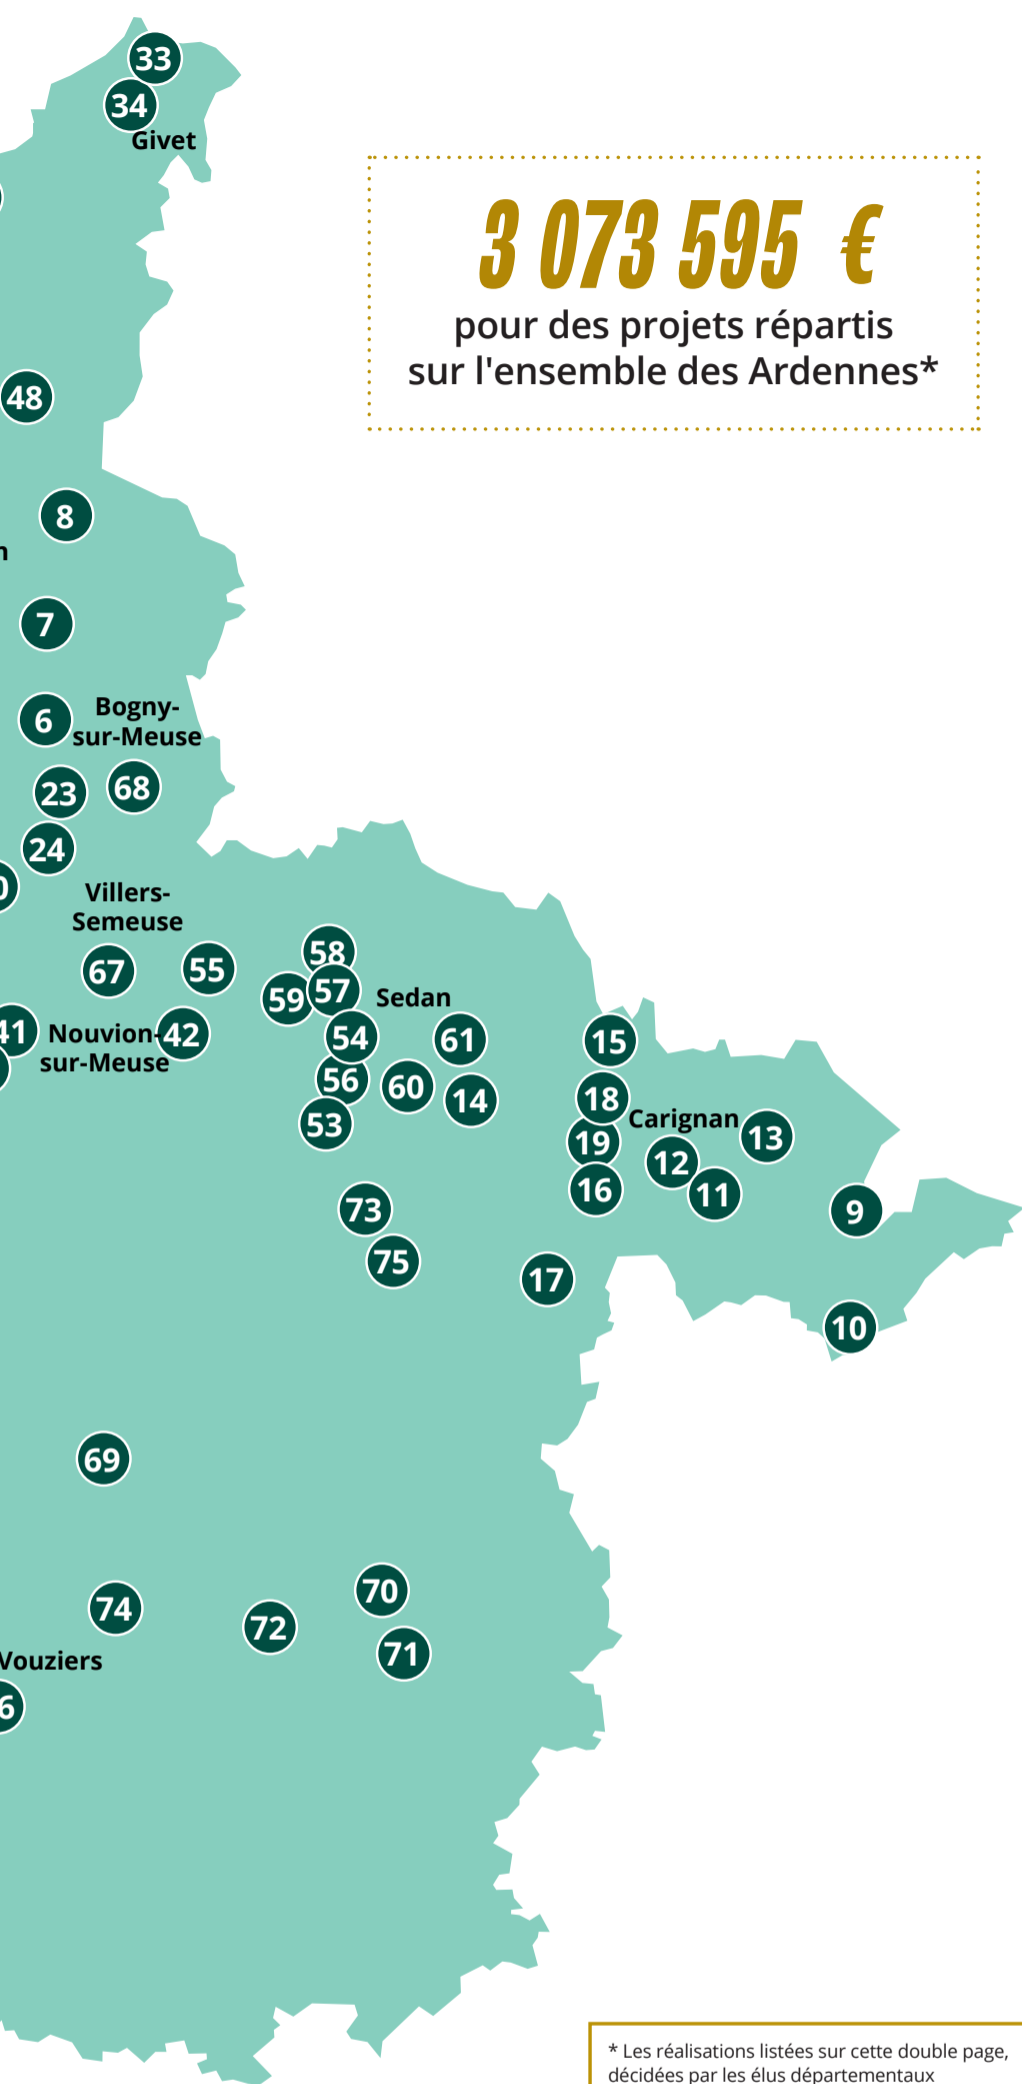 33
34
Givet
3 073 595 €
pour des projets répartis
sur l'ensemble des Ardennes*
48
8
7
6
Bogny-
sur-Meuse
23
68
24
Villers-
Semeuse
67
55
58
59
57
Sedan
41
Nouvion-
sur-Meuse
42
54
61
56
60
14
53
15
18
Carignan
19
12
13
16
11
9
73
75
17
10
69
74
72
70
71
Vouziers
6
* Les réalisations listées sur cette double page,
décidées par les élus départementaux